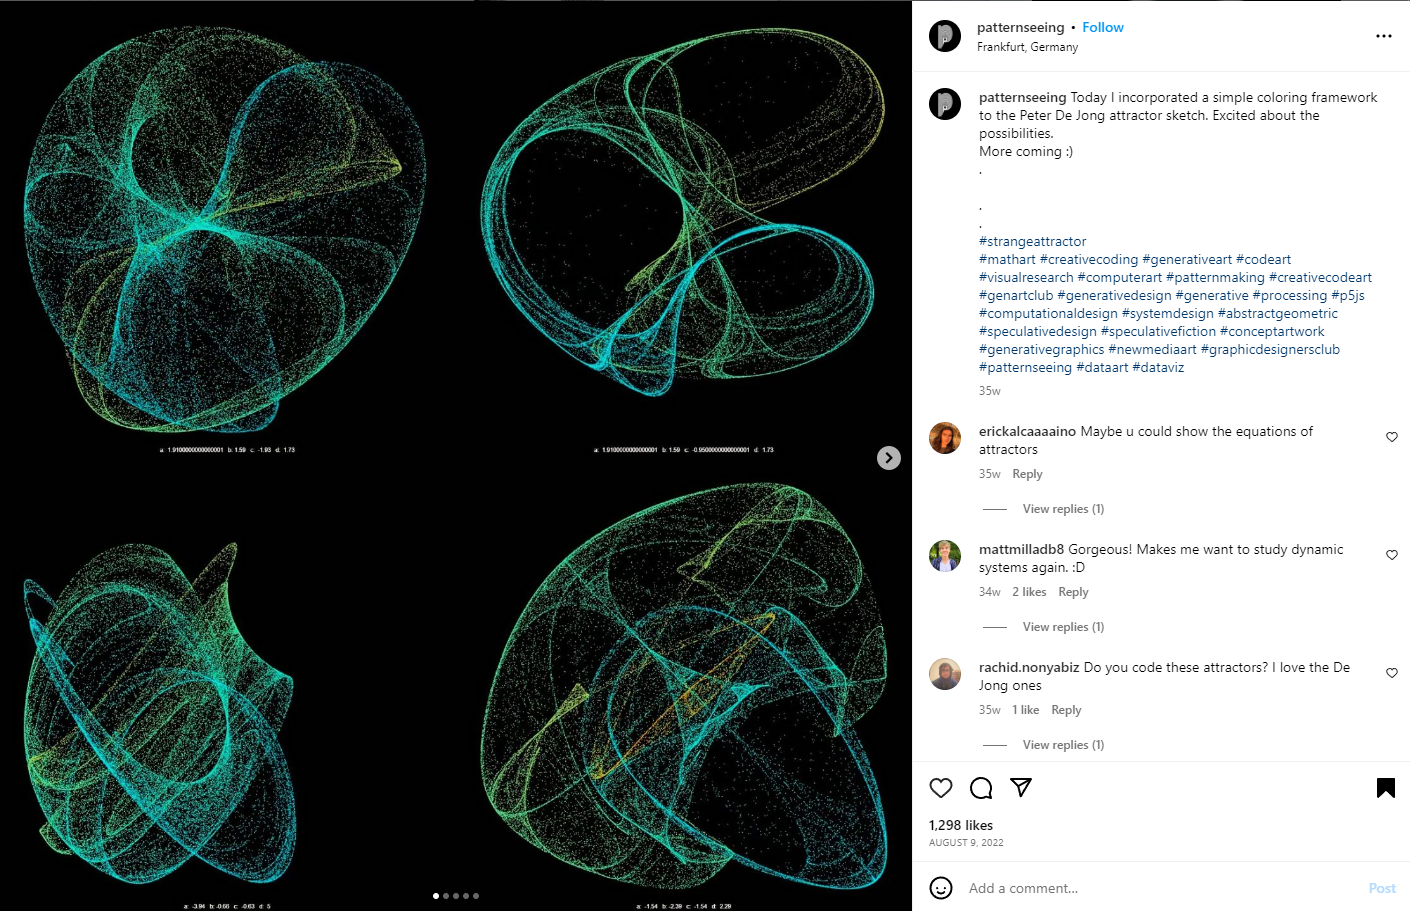 patternseeing • Follow
Frankfurt, Germany
patternseeing Today I incorporated a simple coloring framework
to the Peter De Jong attractor sketch. Excited about the
possibilities.
More coming :)
.
.
.
#strangeattractor
#mathart #creativecoding #generativeart #codeart
#visualresearch #computerart #patternmaking #creativecodeart
#genartclub #generativedesign #generative #processing #p5js
#computationaldesign #systemdesign #abstractgeometric
#speculativedesign #speculativefiction #conceptartwork
#generativegraphics #newmediaart #graphicdesignersclub
#patternseeing #dataart #dataviz
35w
erickalcaaaaino Maybe u could show the equations of
attractors
35w Reply
View replies (1)
mattmilladb8 Gorgeous! Makes me want to study dynamic
systems again. :D
34w 2 likes Reply
View replies (1)
rachid.nonyabiz Do you code these attractors? I love the De
Jong ones
35w 1 like Reply
View replies (1)
1,298 likes
AUGUST 9, 2022
Add a comment... Post
a: 1.9100000000000001 b: 1.59 c: -1.93 d: 1.73
a: 1.9100000000000001 b: 1.59 c: -0.9500000000000001 d: 1.73
a: -3.94 b: -0.68 c: -0.63 d: 5
a: -1.54 b: -2.39 c: -1.54 d: 2.29